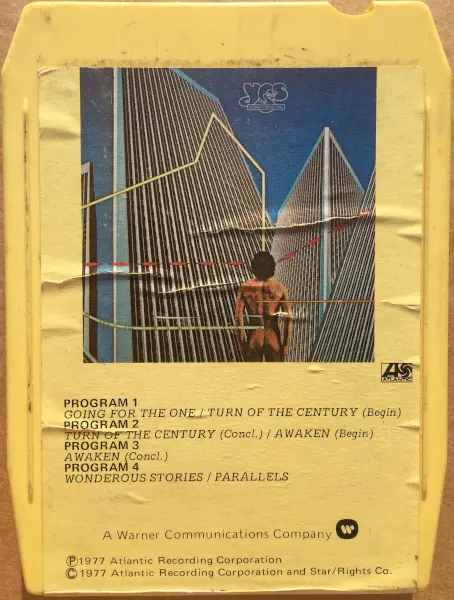 yes
ATLANTIC
PROGRAM 1
GOING FOR THE ONE / TURN OF THE CENTURY (Begin)
PROGRAM 2
TURN OF THE CENTURY (Concl.) / AWAKEN (Begin)
PROGRAM 3
AWAKEN (Concl.)
PROGRAM 4
WONDEROUS STORIES / PARALLELS
A Warner Communications Company
Ⓟ1977 Atlantic Recording Corporation
©1977 Atlantic Recording Corporation and Star/Rights Co.